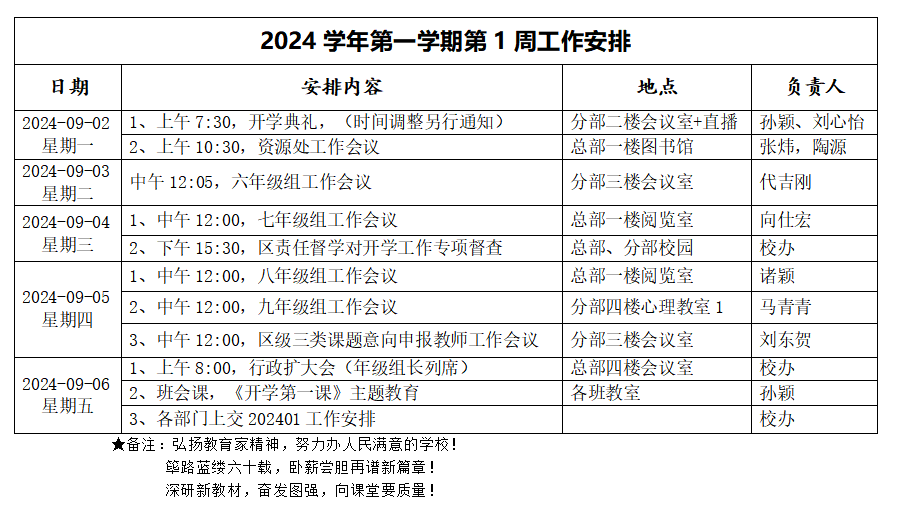 2024 学年第一学期第 1 周工作安排
日期 安排内容 地点 负责人
2024-09-02
星期一
1、上午 7:30，开学典礼，（时间调整另行通知） 分部二楼会议室+直播 孙颖、刘心怡
2、上午 10:30，资源处工作会议 总部一楼图书馆 张炜，陶源
2024-09-03
星期二
中午 12:05，六年级组工作会议 分部三楼会议室 代吉刚
2024-09-04
星期三
1、中午 12:00，七年级组工作会议 总部一楼阅览室 向仕宏
2、下午 15:30，区责任督学对开学工作专项督查 总部、分部校园 校办
2024-09-05
星期四
1、中午 12:00，八年级组工作会议 总部一楼阅览室 诸颖
2、中午 12:00，九年级组工作会议 分部四楼心理教室 1 马青青
3、中午 12:00，区级三类课题意向申报教师工作会议 分部三楼会议室 刘东贺
2024-09-06
星期五
1、上午 8:00，行政扩大会（年级组长列席） 总部四楼会议室 校办
2、班会课，《开学第一课》主题教育 各班教室 孙颖
3、各部门上交 202401 工作安排 校办
★备注：弘扬教育家精神，努力办人民满意的学校！
筚路蓝缕六十载，卧薪尝胆再谱新篇章！
深研新教材，奋发图强，向课堂要质量！